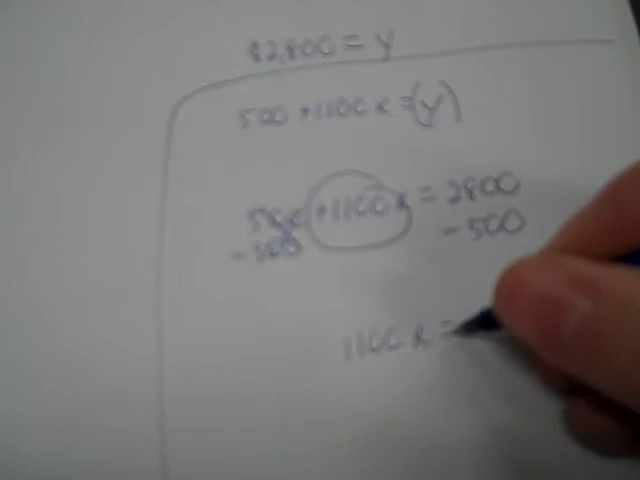 $2,800 = y
500 + 1100x = (y)
500 + 1100x = 2800
-500 -500
1100x =